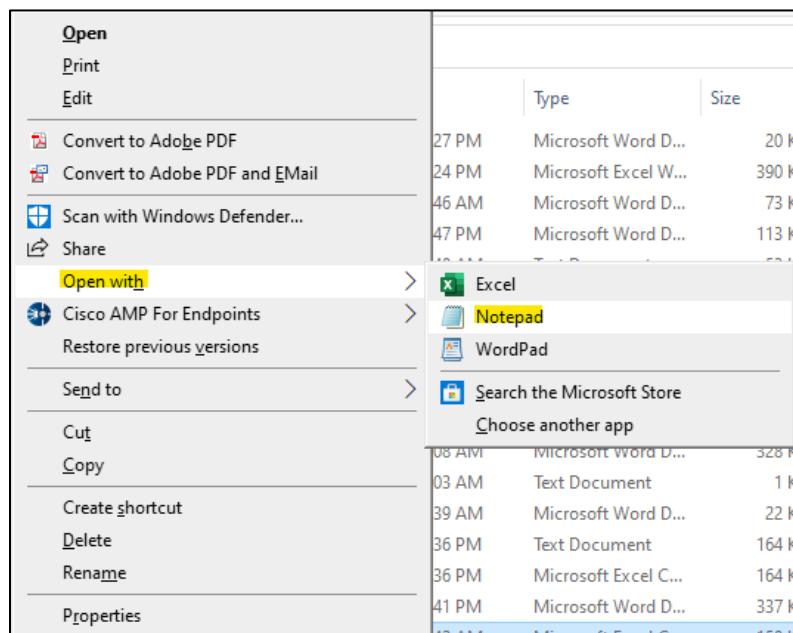 Open
Print
Edit
Convert to Adobe PDF
Convert to Adobe PDF and EMail
Scan with Windows Defender...
Share
Open with
Cisco AMP For Endpoints
Restore previous versions
Send to
Cut
Copy
Create shortcut
Delete
Rename
Properties
Type Size
27 PM Microsoft Word D... 20 K
24 PM Microsoft Excel W... 390 K
46 AM Microsoft Word D... 73 K
47 PM Microsoft Word D... 113 K
Excel
Notepad
WordPad
Search the Microsoft Store
Choose another app
08 AM Microsoft Word D... 328 K
03 AM Text Document 1 K
39 AM Microsoft Word D... 22 K
36 PM Text Document 164 K
36 PM Microsoft Excel C... 164 K
41 PM Microsoft Word D... 337 K